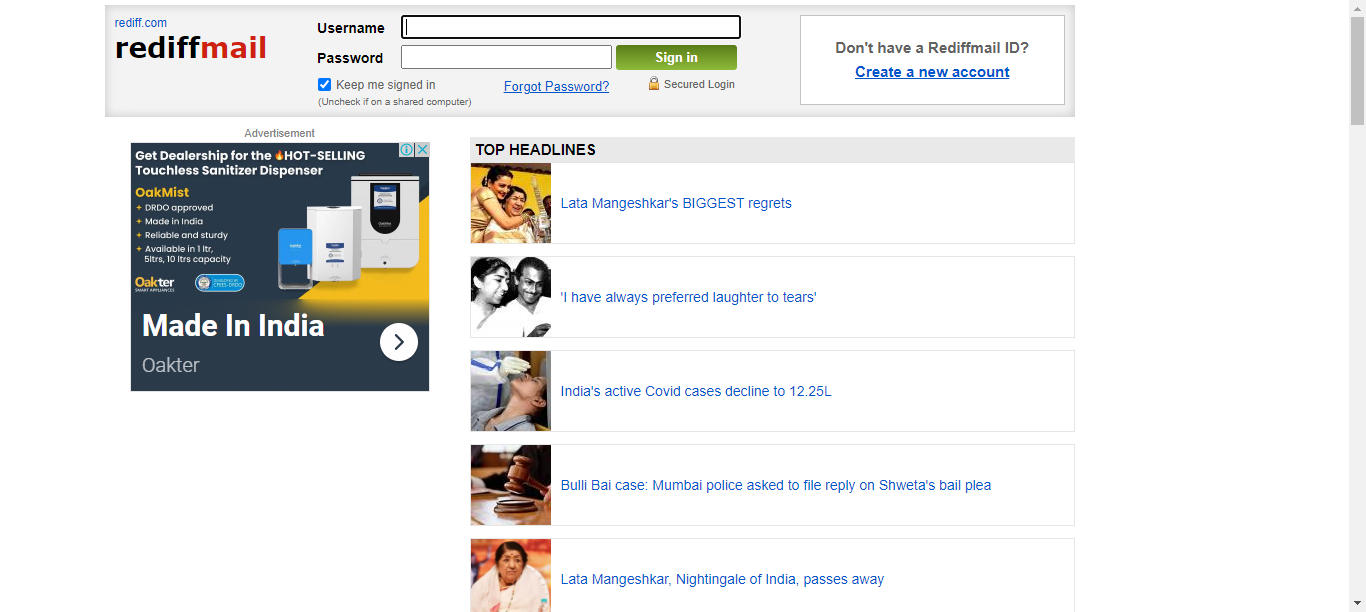 rediff.com
rediffmail
Username
Password
Sign in
Keep me signed in
(Uncheck if on a shared computer)
Forgot Password?
Secured Login
Don't have a Rediffmail ID?
Create a new account
Advertisement
Get Dealership for the HOT-SELLING
Touchless Sanitizer Dispenser
OakMist
+ DRDO approved
+ Made in India
+ Reliable and sturdy
+ Available in 1 ltr,
5ltrs, 10 ltrs capacity
Oakter
SMART APPLIANCES
Made In India
Oakter
TOP HEADLINES
Lata Mangeshkar's BIGGEST regrets
'I have always preferred laughter to tears'
India's active Covid cases decline to 12.25L
Bulli Bai case: Mumbai police asked to file reply on Shweta's bail plea
Lata Mangeshkar, Nightingale of India, passes away